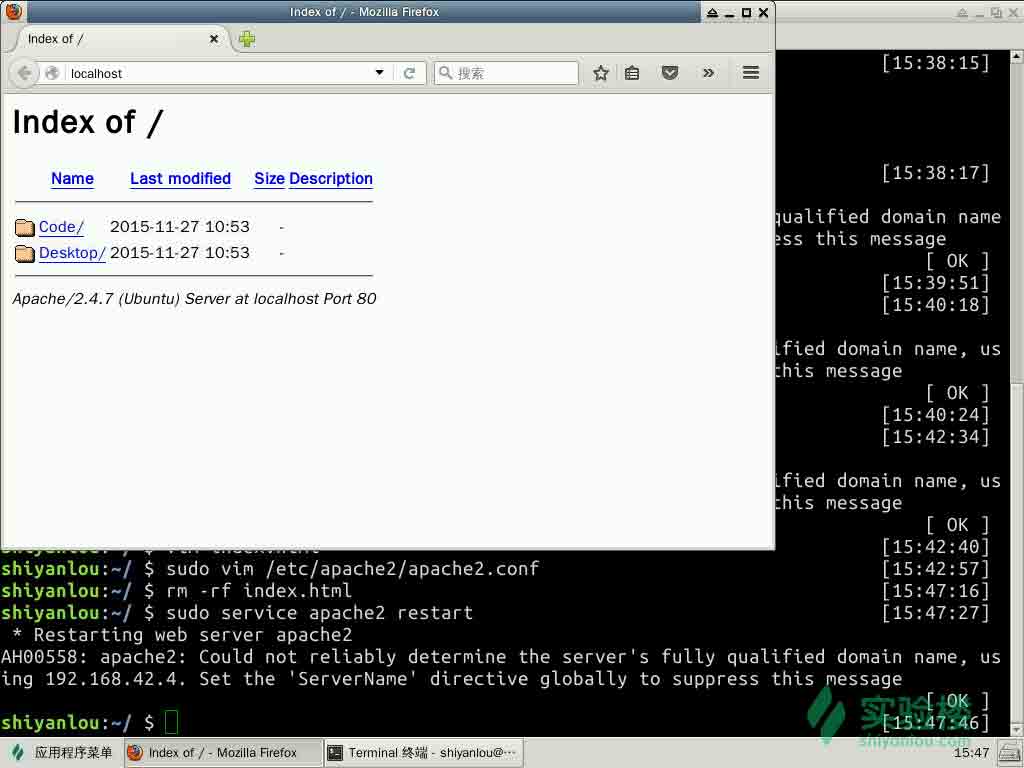 Index of / - Mozilla Firefox
Index of /
localhost
搜索
Index of /
Name Last modified Size Description
Code/ 2015-11-27 10:53 -
Desktop/ 2015-11-27 10:53 -
Apache/2.4.7 (Ubuntu) Server at localhost Port 80
[15:38:15]
[15:38:17]
qualified domain name
ess this message
[ OK ]
[15:39:51]
[15:40:18]
ified domain name, us
this message
[ OK ]
[15:40:24]
[15:42:34]
ified domain name, us
this message
[ OK ]
shiyanlou:~/ $ vim index.html [15:42:40]
shiyanlou:~/ $ sudo vim /etc/apache2/apache2.conf [15:42:57]
shiyanlou:~/ $ rm -rf index.html [15:47:16]
shiyanlou:~/ $ sudo service apache2 restart [15:47:27]
* Restarting web server apache2
AH00558: apache2: Could not reliably determine the server's fully qualified domain name, us
ing 192.168.42.4. Set the 'ServerName' directive globally to suppress this message
[ OK ]
shiyanlou:~/ $ [15:47:46]
实验楼
shiyanlou.com
应用程序菜单 Index of / - Mozilla Firefox Terminal 终端 - shiyanlou@··· 15:47